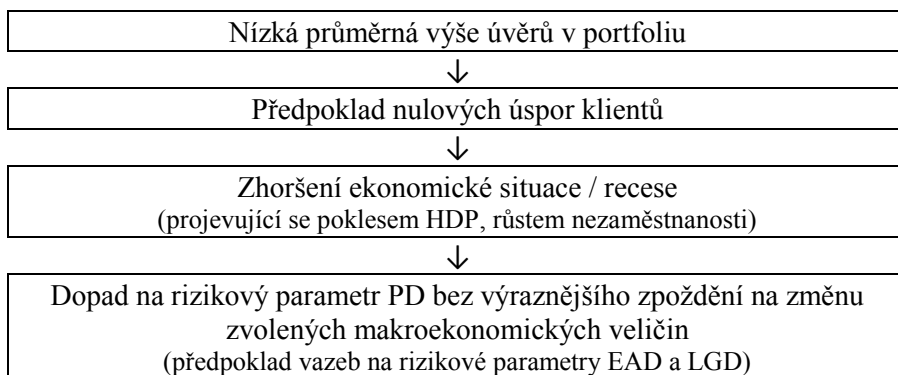 Nízká průměrná výše úvěrů v portfoliu
↓
Předpoklad nulových úspor klientů
↓
Zhoršení ekonomické situace / recese
(projevující se poklesem HDP, růstem nezaměstnanosti)
↓
Dopad na rizikový parametr PD bez výraznějšího zpoždění na změnu
zvolených makroekonomických veličin
(předpoklad vazeb na rizikové parametry EAD a LGD)